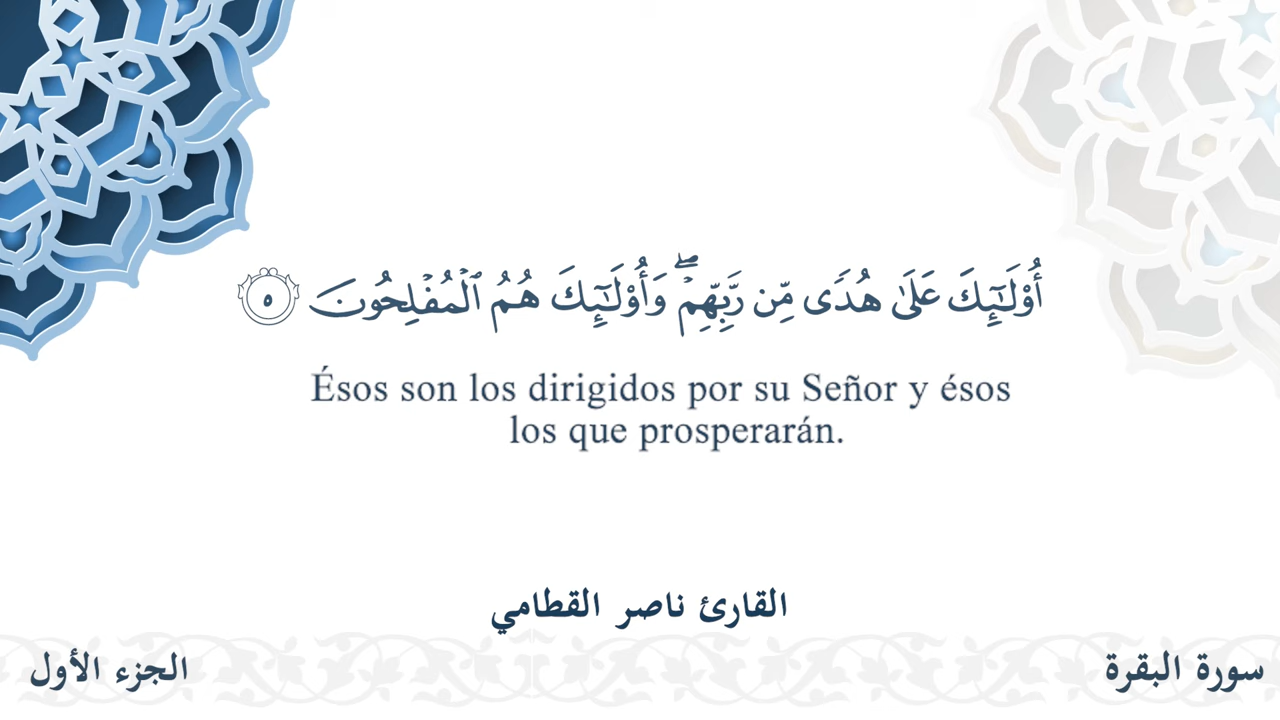 أُوْلَـٰٓئِكَ عَلَىٰ هُدًى مِّن رَّبِّهِمْ ۖ وَأُوْلَـٰٓئِكَ هُمُ ٱلْمُفْلِحُونَ ٥
Ésos son los dirigidos por su Señor y ésos
los que prosperarán.
القارئ ناصر القطامي
سورة البقرة
الجزء الأول